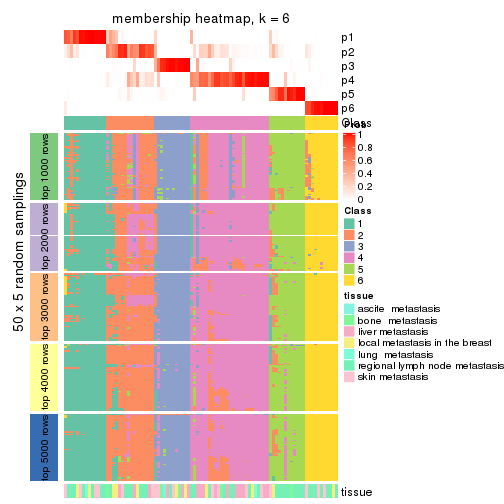 membership heatmap, k = 6
p1
p2
p3
p4
p5
p6
Class
Prob
1
0.8
0.6
0.4
0.2
0
Class
1
2
3
4
5
6
tissue
ascite metastasis
bone metastasis
liver metastasis
local metastasis in the breast
lung metastasis
regional lymph node metastasis
skin metastasis
50 x 5 random samplings
top 1000 rows
top 2000 rows
top 3000 rows
top 4000 rows
top 5000 rows
tissue